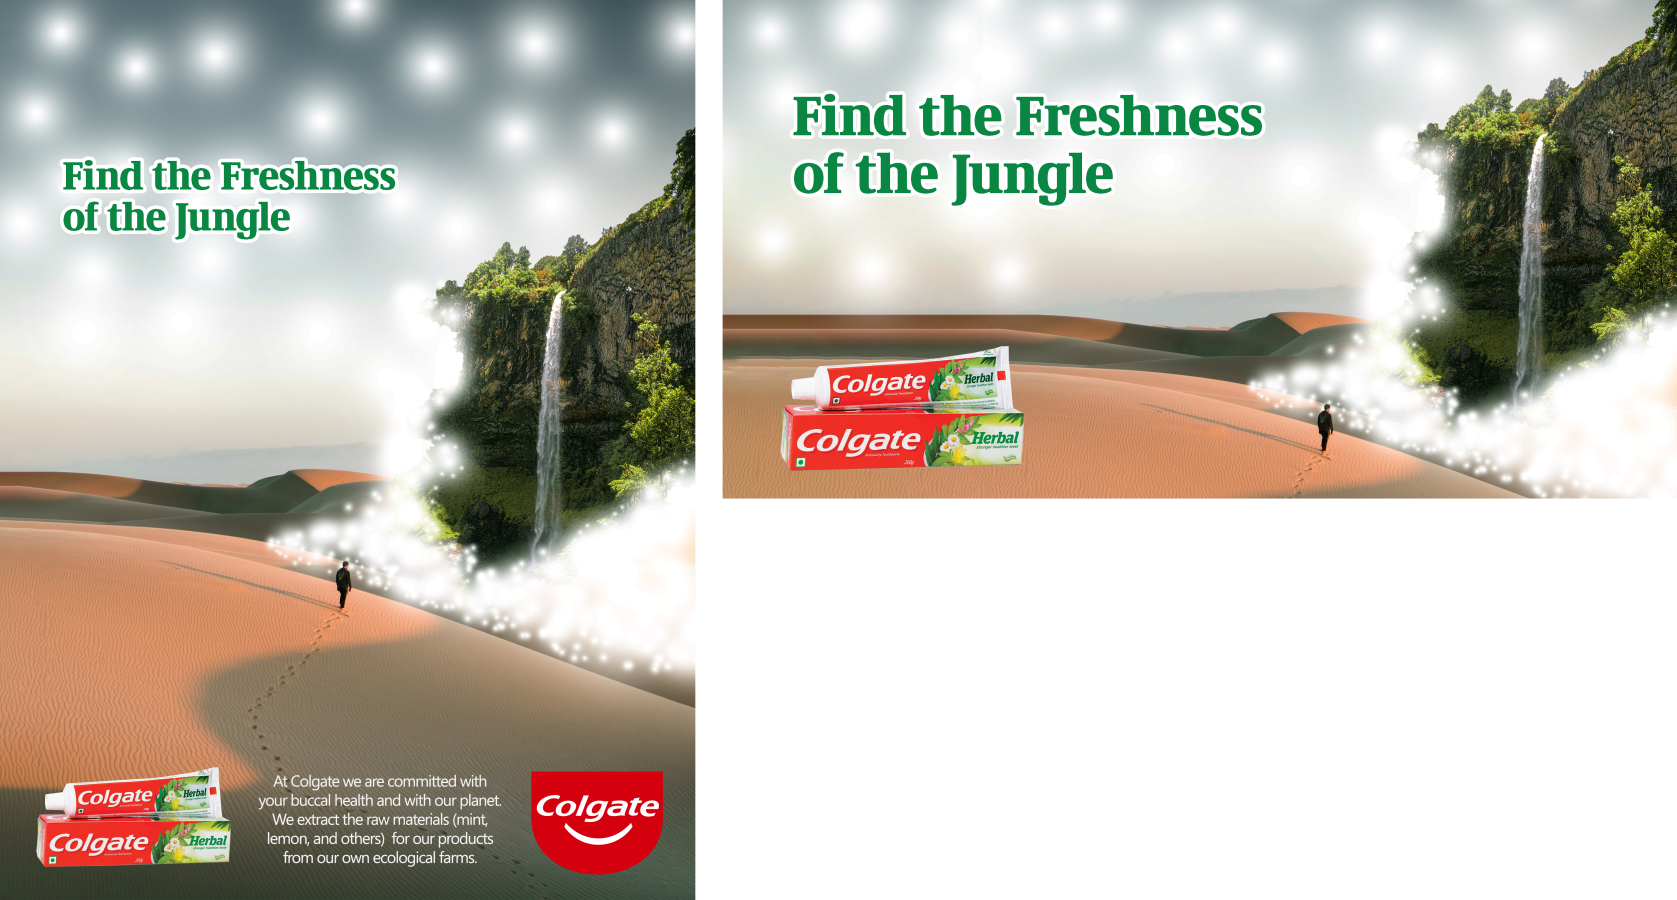 Find the Freshness
of the Jungle
Colgate
Herbal
Colgate
Herbal
At Colgate we are committed with
your buccal health and with our planet.
We extract the raw materials (mint,
lemon, and others)  for our products
from our own ecological farms.
Colgate
Find the Freshness
of the Jungle
Colgate
Herbal
Colgate
Herbal